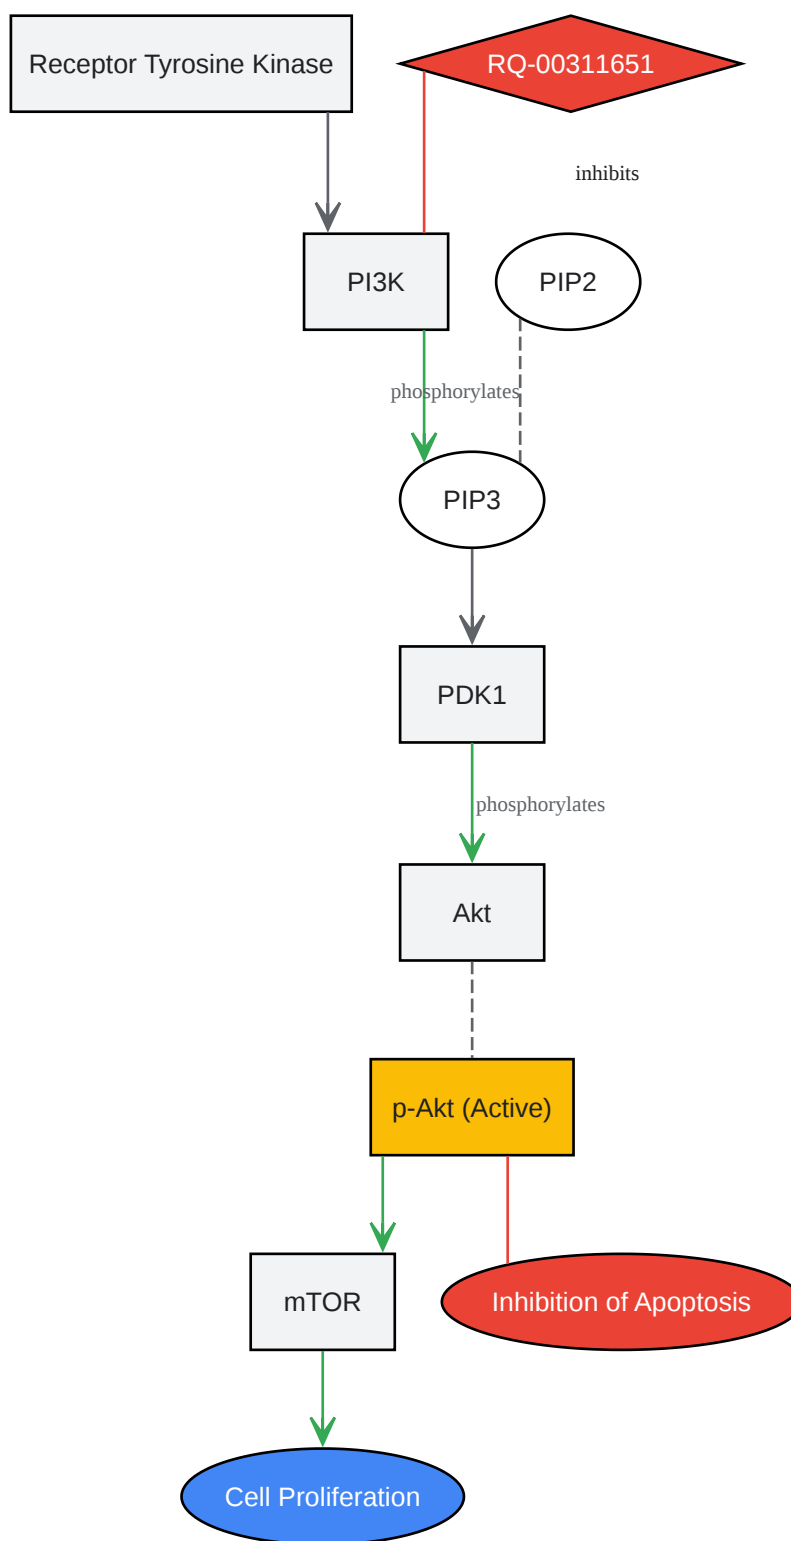 Receptor Tyrosine Kinase
RQ-00311651
inhibits
PI3K
PIP2
phosphorylates
PIP3
PDK1
phosphorylates
Akt
p-Akt (Active)
mTOR
Inhibition of Apoptosis
Cell Proliferation